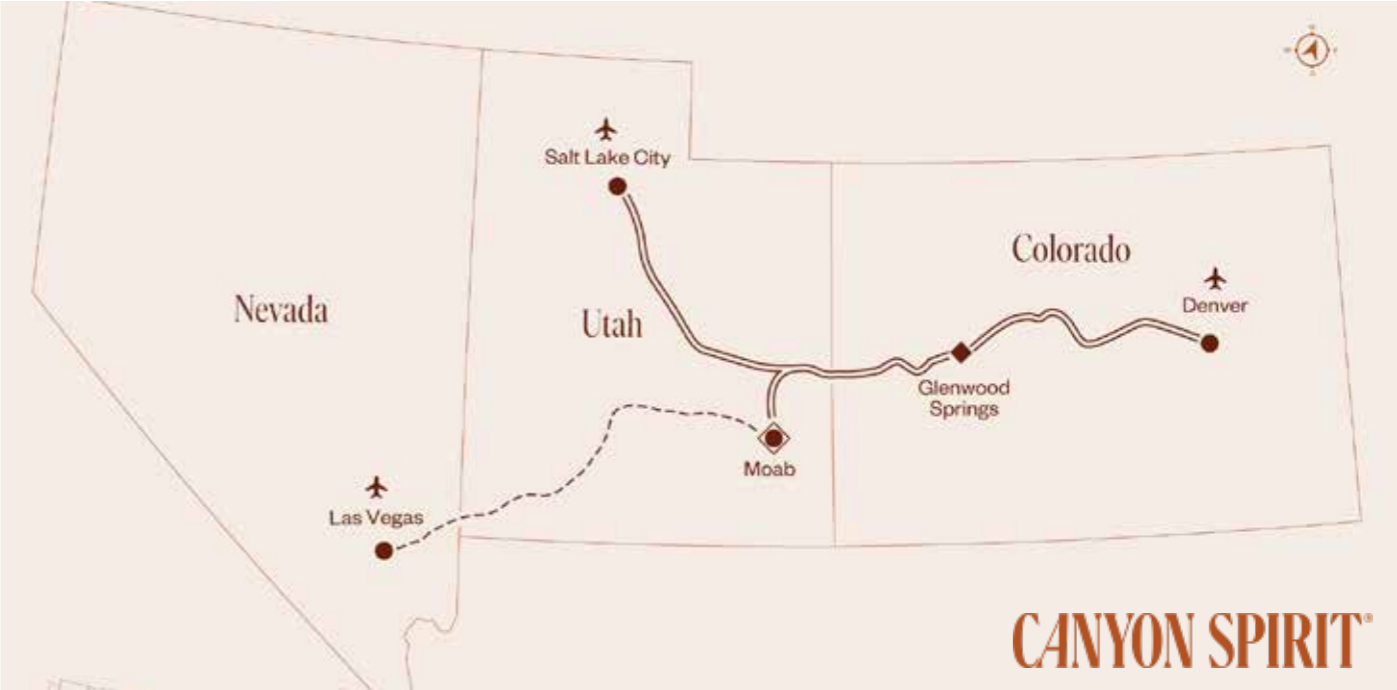 Salt Lake City
Colorado
Nevada
Utah
Denver
Glenwood
Springs
Moab
Las Vegas
CANYON SPIRIT®